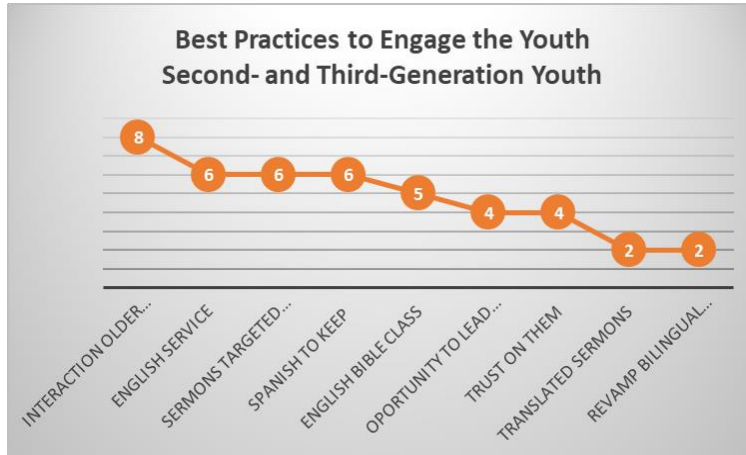 Best Practices to Engage the Youth
Second- and Third-Generation Youth
8
6
6
6
5
4
4
2
2
INTERACTION OLDER...
ENGLISH SERVICE
SERMONS TARGETED...
SPANISH TO KEEP
ENGLISH BIBLE CLASS
OPORTUNITY TO LEAD...
TRUST ON THEM
TRANSLATED SERMONS
REVAMP BILINGUAL...